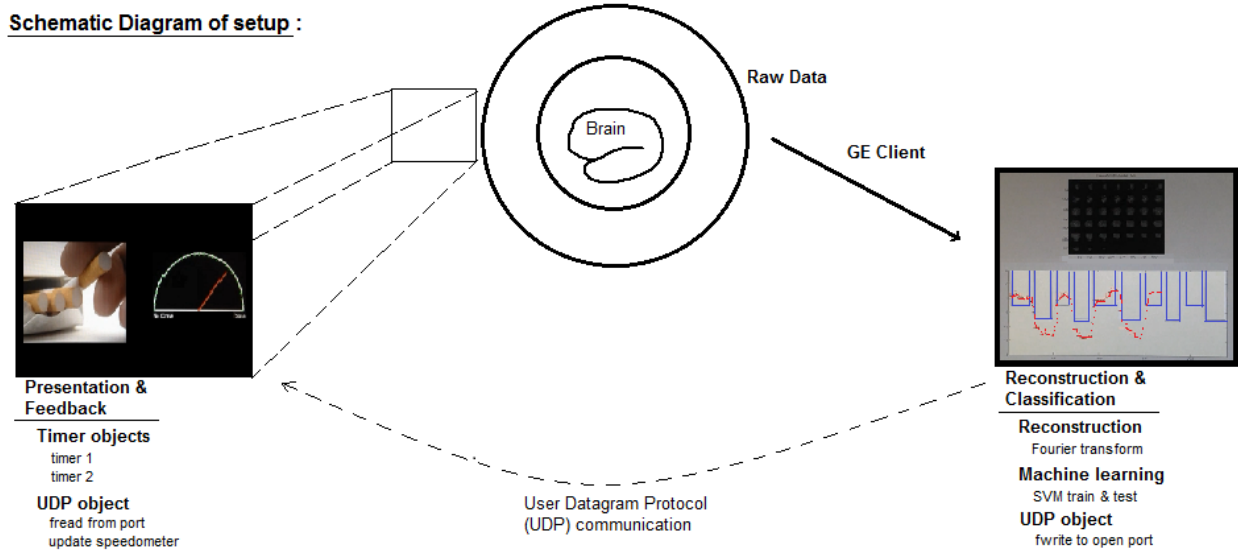 Schematic Diagram of setup :
Raw Data
Brain
GE Client
Presentation &
Feedback
Timer objects
timer 1
timer 2
UDP object
fread from port
update speedometer
User Datagram Protocol
(UDP) communication
Reconstruction &
Classification
Reconstruction
Fourier transform
Machine learning
SVM train & test
UDP object
fwrite to open port